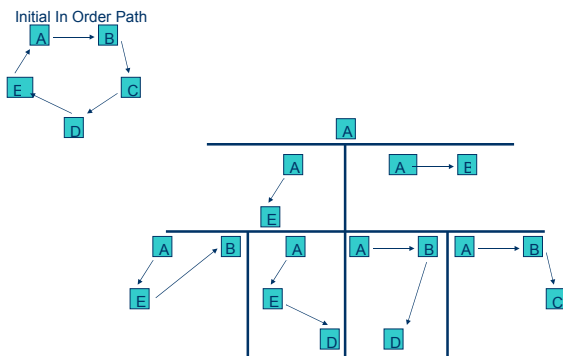 Initial In Order Path
A B
E C
D
A
A A B
E
A B A A B A B
E E C
D D